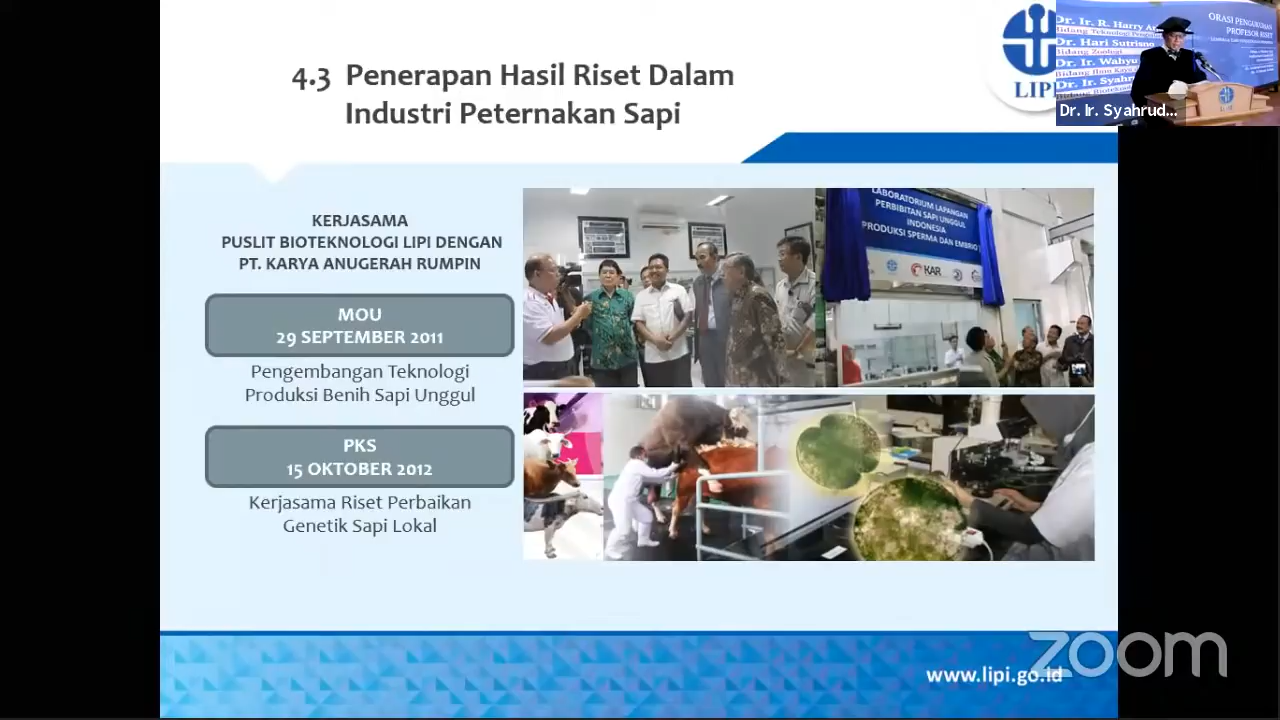 4.3 Penerapan Hasil Riset Dalam
Industri Peternakan Sapi
LIPI
Dr. Ir. R. Harry
Dr. Hari Sutrisno
Bidang Zoologi
Dr. Ir. Wahyu
Dr. Ir. Syahrud...
ORASI PENGUKUHAN
PROFESOR RISET
KERJASAMA
PUSLIT BIOTEKNOLOGI LIPI DENGAN
PT. KARYA ANUGERAH RUMPIN
MOU
29 SEPTEMBER 2011
Pengembangan Teknologi
Produksi Benih Sapi Unggul
PKS
15 OKTOBER 2012
Kerjasama Riset Perbaikan
Genetik Sapi Lokal
LABORATORIUM LAPANGAN
PERBIBITAN SAPI UNGGUL
INDONESIA
PRODUKSI SPERMA DAN EMBRIO
KAR
www.lipi.go.id
zoom